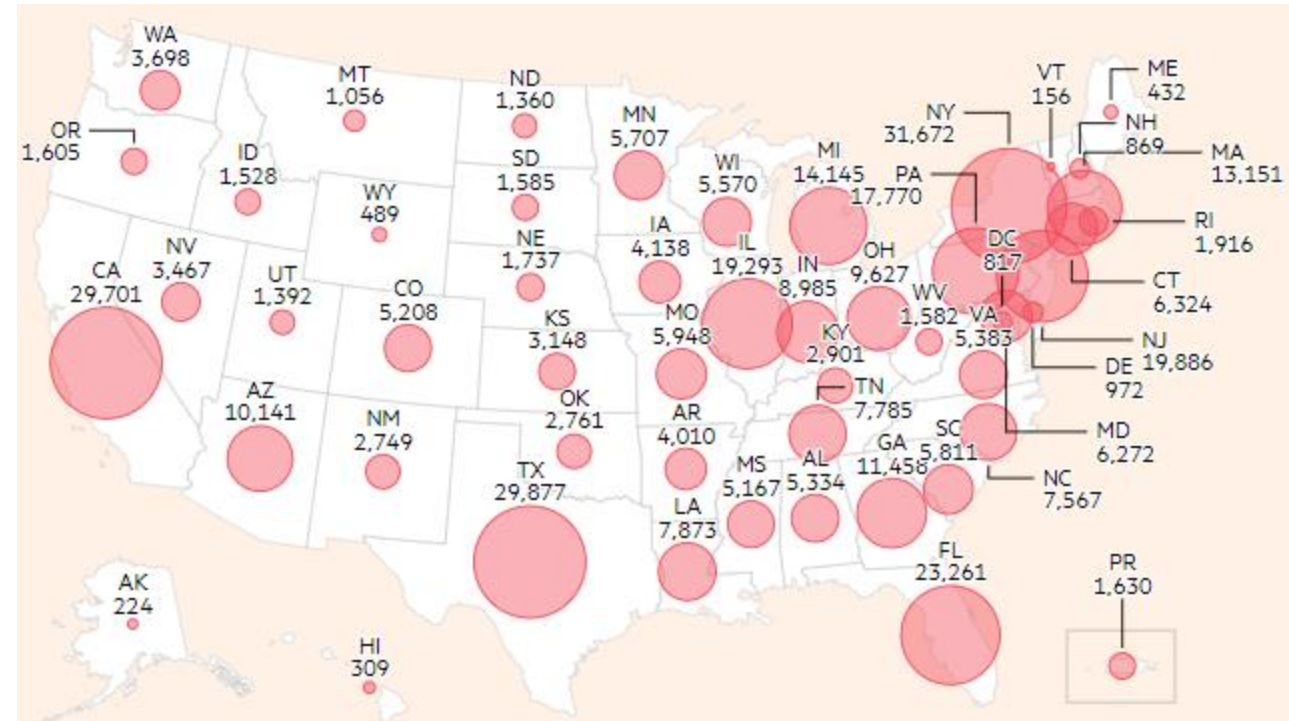 WA
3,698
MT
1,056
ND
1,360
MN
5,707
VT
156
ME
432
NY
31,672
NH
869
OR
1,605
ID
1,528
SD
1,585
WI
5,570
MI
14,145
PA
17,770
MA
13,151
WY
489
RI
1,916
NV
3,467
NE
1,737
IA
4,138
IL
19,293
IN
8,985
OH
9,627
DC
817
CA
29,701
UT
1,392
CO
5,208
CT
6,324
WV
1,582
VA
5,383
KS
3,148
MO
5,948
KY
2,901
NJ
19,886
DE
972
AZ
10,141
NM
2,749
OK
2,761
AR
4,010
TN
7,785
MD
6,272
TX
29,877
MS
5,167
AL
5,334
GA
11,458
SC
5,811
NC
7,567
LA
7,873
FL
23,261
PR
1,630
AK
224
HI
309